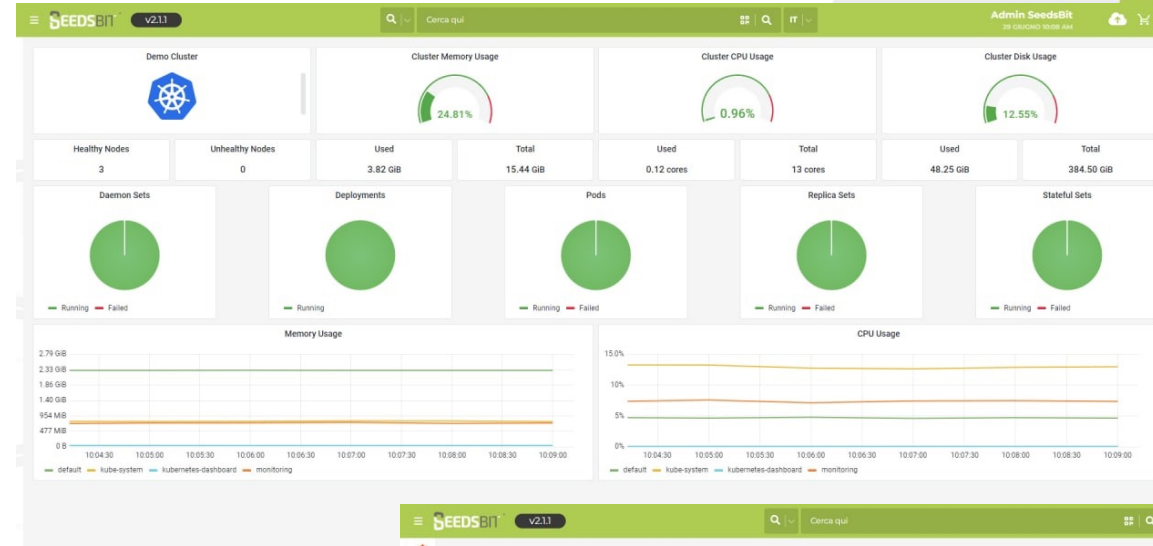 SEEDSBIT v2.1.1 Cerca qui IT Admin SeedsBit
29 GIUGNO 10:08 AM
Demo Cluster Cluster Memory Usage Cluster CPU Usage Cluster Disk Usage
24.81% 0.96% 12.55%
Healthy Nodes Unhealthy Nodes Used Total Used Total Used Total
3 0 3.82 GiB 15.44 GiB 0.12 cores 13 cores 48.25 GiB 384.50 GiB
Daemon Sets Deployments Pods Replica Sets Stateful Sets
Running Failed Running Running Failed Running Failed Running Failed
Memory Usage CPU Usage
2.79 GiB 15.0%
2.33 GiB
1.86 GiB 10%
1.40 GiB
954 MiB 5%
477 MiB
0 B 0%
10:04:30 10:05:00 10:05:30 10:06:00 10:06:30 10:07:00 10:07:30 10:08:00 10:08:30 10:09:00 10:04:30 10:05:00 10:05:30 10:06:00 10:06:30 10:07:00 10:07:30 10:08:00 10:08:30 10:09:00
default kube-system kubernetes-dashboard monitoring default kube-system kubernetes-dashboard monitoring
SEEDSBIT v2.1.1 Cerca qui